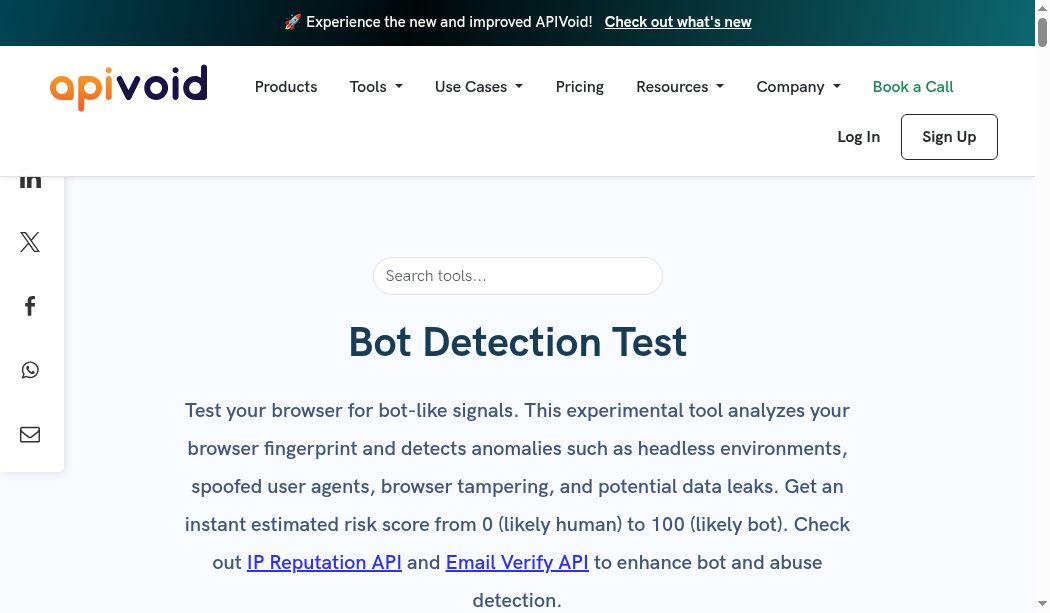 🚀 Experience the new and improved APIVoid! Check out what's new
apivoid
Products Tools Use Cases Pricing Resources Company Book a Call
Log In Sign Up
Search tools...
Bot Detection Test
Test your browser for bot-like signals. This experimental tool analyzes your
browser fingerprint and detects anomalies such as headless environments,
spoofed user agents, browser tampering, and potential data leaks. Get an
instant estimated risk score from 0 (likely human) to 100 (likely bot). Check
out IP Reputation API and Email Verify API to enhance bot and abuse
detection.